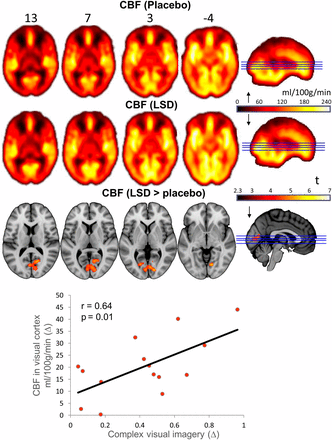 CBF (Placebo)
13 7 3 -4
ml/100g/min
0 60 120 180 240
CBF (LSD)
CBF (LSD > placebo)
t
2.3 3 4 5 6 7
50
45
40
35
30
25
20
15
10
5
0
r = 0.64
p = 0.01
CBF in visual cortex
ml/100g/min (Δ)
0 0.2 0.4 0.6 0.8 1
Complex visual imagery (Δ)